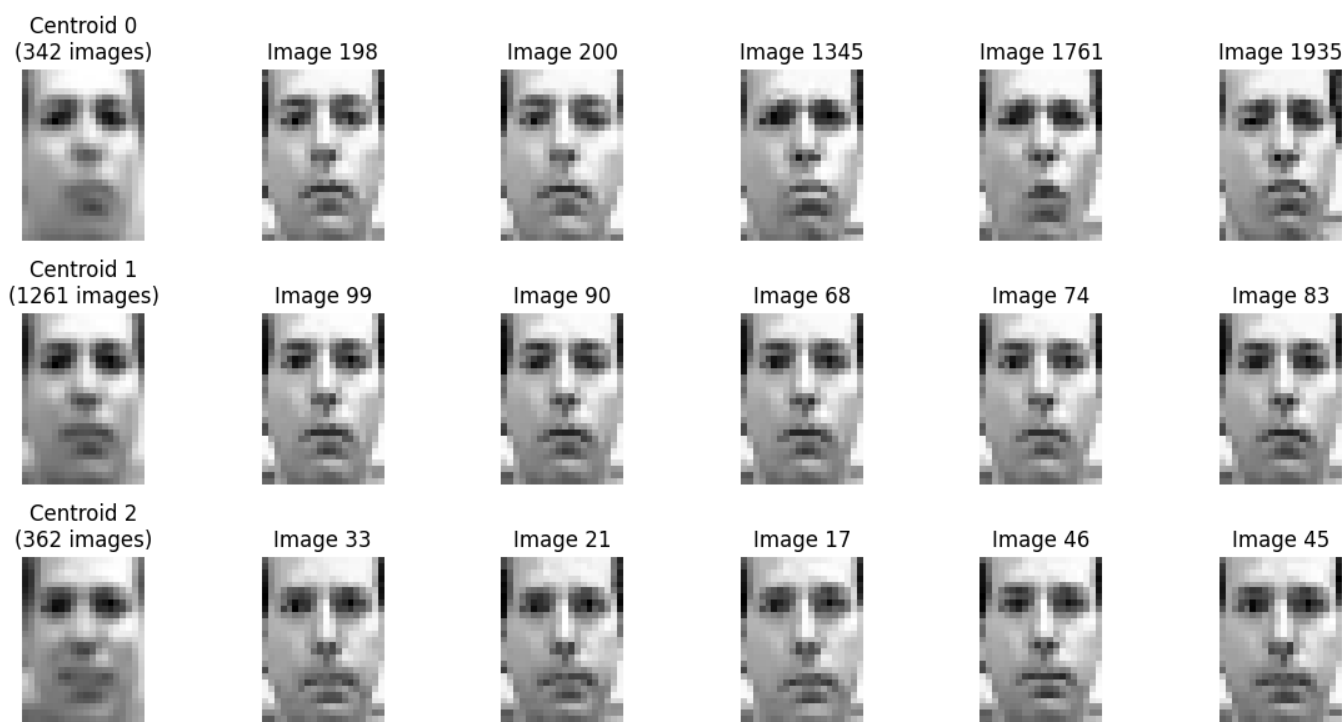 Centroid 0
(342 images)
Image 198
Image 200
Image 1345
Image 1761
Image 1935
Centroid 1
(1261 images)
Image 99
Image 90
Image 68
Image 74
Image 83
Centroid 2
(362 images)
Image 33
Image 21
Image 17
Image 46
Image 45